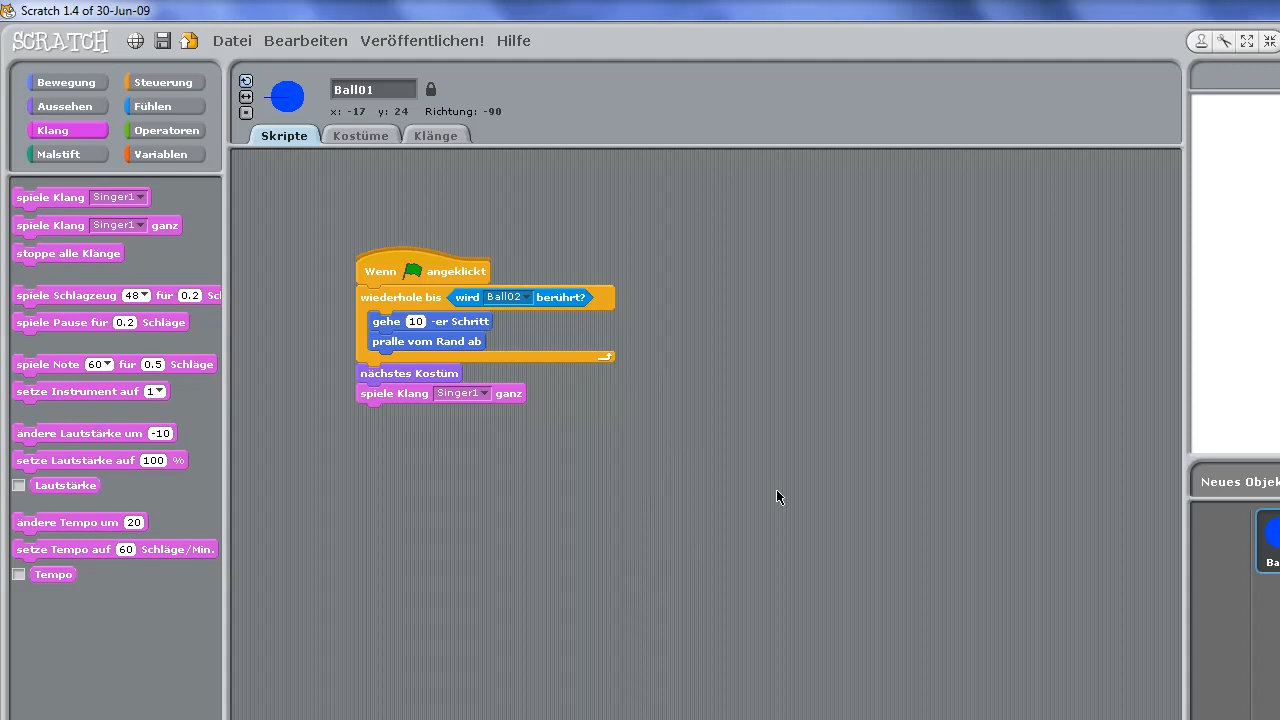 Scratch 1.4 of 30-Jun-09
SCRATCH Datei Bearbeiten Veröffentlichen! Hilfe
Bewegung Steuerung
Aussehen Fühlen
Klang Operatoren
Malstift Variablen
Ball01
x: -17 y: 24 Richtung: -90
Skripte Kostüme Klänge
spiele Klang Singer1
spiele Klang Singer1 ganz
stoppe alle Klänge
spiele Schlagzeug 48 für 0.2 Sc
spiele Pause für 0.2 Schläge
spiele Note 60 für 0.5 Schläge
setze Instrument auf 1
ändere Lautstärke um -10
setze Lautstärke auf 100 %
Lautstärke
ändere Tempo um 20
setze Tempo auf 60 Schläge/Min.
Tempo
Wenn angeklickt
wiederhole bis wird Ball02 berührt?
gehe 10 -er Schritt
pralle vom Rand ab
nächstes Kostüm
spiele Klang Singer1 ganz
Neues Objek
Ba